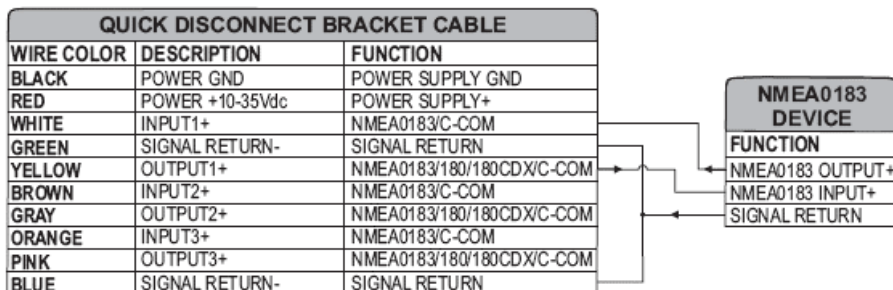 QUICK DISCONNECT BRACKET CABLE
WIRE COLOR DESCRIPTION FUNCTION
BLACK POWER GND POWER SUPPLY GND
RED POWER +10-35Vdc POWER SUPPLY+
WHITE INPUT1+ NMEA0183/C-COM
GREEN SIGNAL RETURN- SIGNAL RETURN
YELLOW OUTPUT1+ NMEA0183/180/180CDX/C-COM
BROWN INPUT2+ NMEA0183/C-COM
GRAY OUTPUT2+ NMEA0183/180/180CDX/C-COM
ORANGE INPUT3+ NMEA0183/C-COM
PINK OUTPUT3+ NMEA0183/180/180CDX/C-COM
BLUE SIGNAL RETURN- SIGNAL RETURN
NMEA0183
DEVICE
FUNCTION
NMEA0183 OUTPUT+
NMEA0183 INPUT+
SIGNAL RETURN